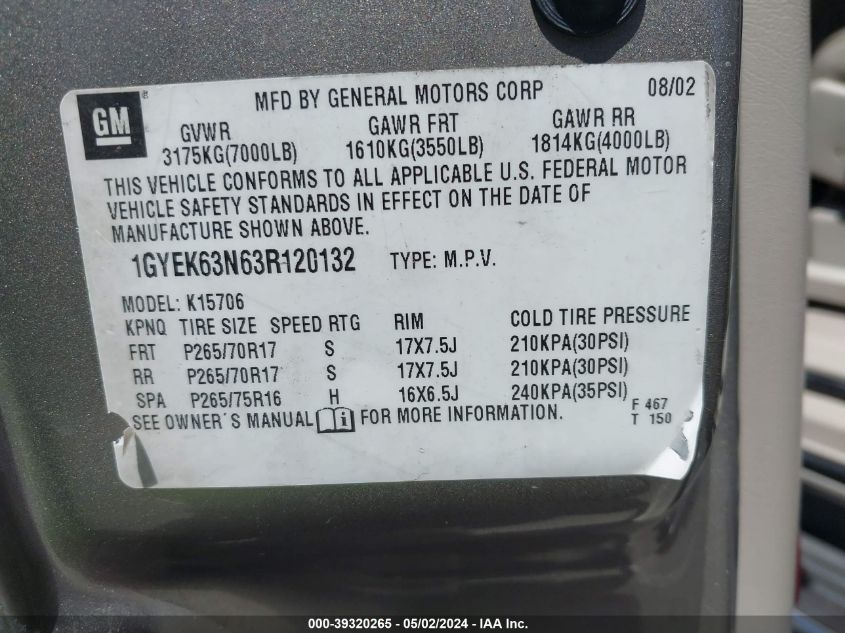 MFD BY GENERAL MOTORS CORP 08/02
GM
GVWR GAWR FRT GAWR RR
3175KG(7000LB) 1610KG(3550LB) 1814KG(4000LB)
THIS VEHICLE CONFORMS TO ALL APPLICABLE U.S. FEDERAL MOTOR
VEHICLE SAFETY STANDARDS IN EFFECT ON THE DATE OF
MANUFACTURE SHOWN ABOVE.
1GYEK63N63R120132 TYPE: M.P.V.
MODEL: K15706
KPNQ TIRE SIZE SPEED RTG RIM COLD TIRE PRESSURE
FRT P265/70R17 S 17X7.5J 210KPA(30PSI)
RR P265/70R17 S 17X7.5J 210KPA(30PSI)
SPA P265/75R16 H 16X6.5J 240KPA(35PSI)
SEE OWNER'S MANUAL i FOR MORE INFORMATION.
F 467
T 150
000-39320265 - 05/02/2024 - IAA Inc.